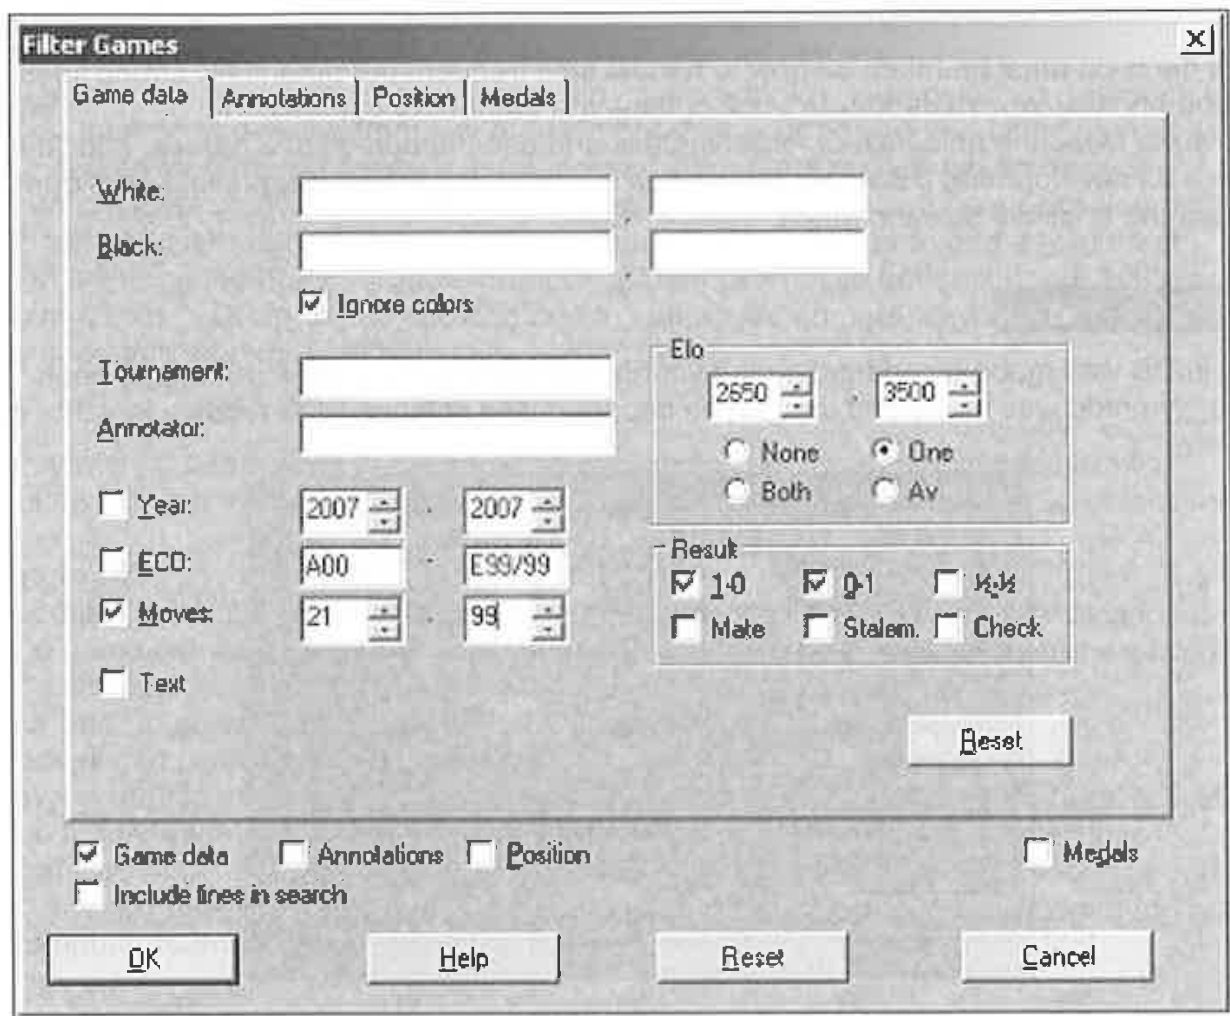 Filter Games
Game data Annotations Position Medals
White:
Black:
Ignore colors
Tournament:
Annotator:
Elo
2650 - 3500
None One
Both Av
Year: 2007 - 2007
ECO: A00 - E99/99
Moves: 21 - 99
Text
Result
1-0 0-1 ½-½
Mate Stalem. Check
Reset
Game data Annotations Position Medals
Include lines in search
OK Help Reset Cancel